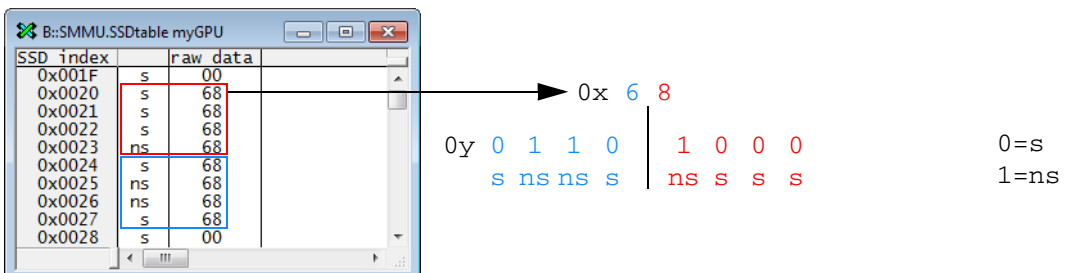 B::SMMU.SSDtable myGPU
SSD index raw data
0x001F s 00
0x0020 s 68
0x0021 s 68
0x0022 s 68
0x0023 ns 68
0x0024 s 68
0x0025 ns 68
0x0026 ns 68
0x0027 s 68
0x0028 s 00
0x 6 8
0y 0 1 1 0 1 0 0 0
s ns ns s ns s s s
0=s
1=ns